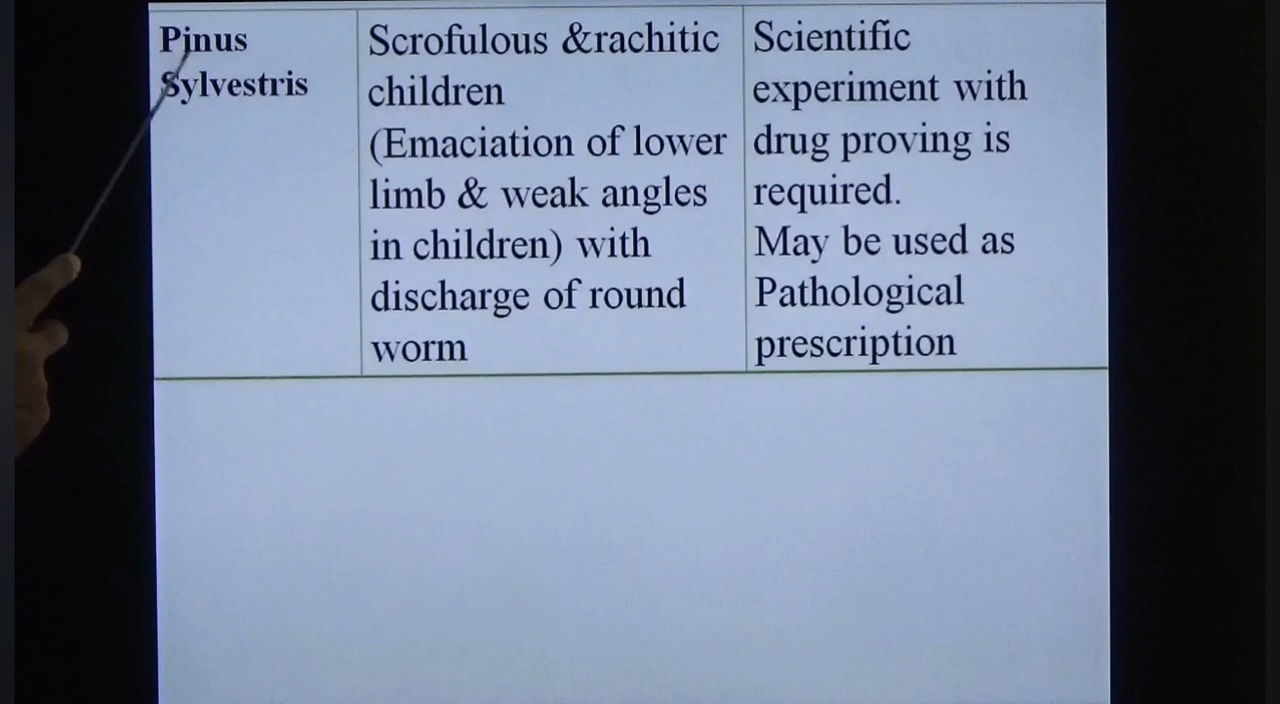 Pinus
Sylvestris
Scrofulous &rachitic
children
(Emaciation of lower
limb & weak angles
in children) with
discharge of round
worm
Scientific
experiment with
drug proving is
required.
May be used as
Pathological
prescription